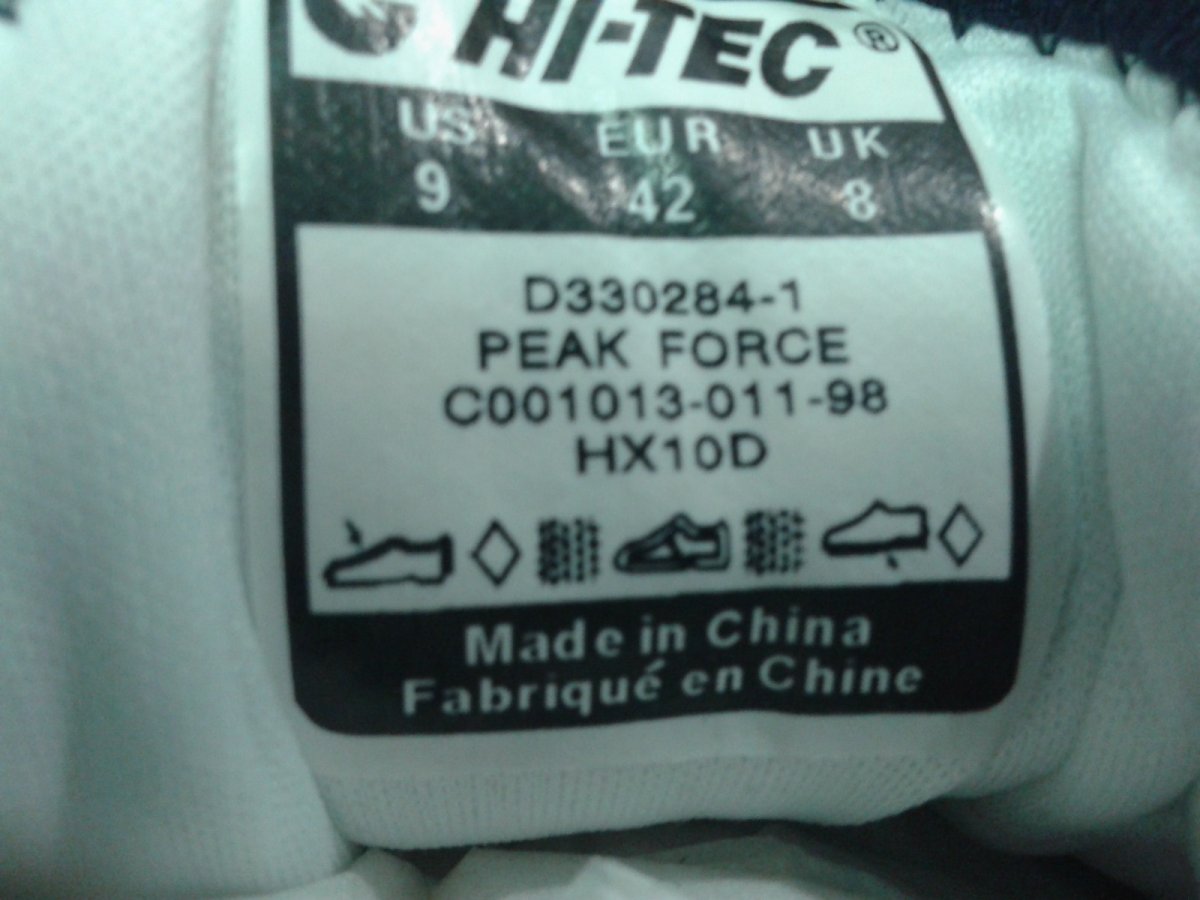 HI-TEC®
US EUR UK
9 42 8
D330284-1
PEAK FORCE
C001013-011-98
HX10D
Made in China
Fabriqué en Chine